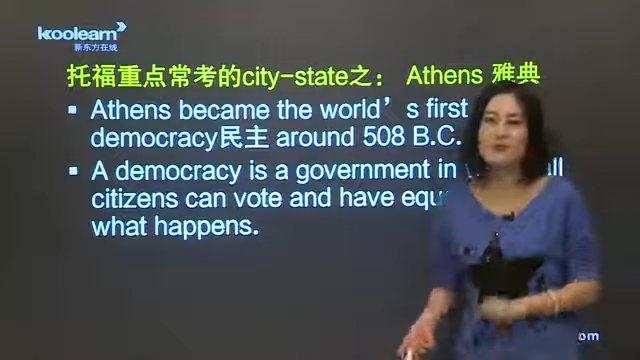 koolearn
新东方在线
托福重点常考的city-state之： Athens 雅典
▪ Athens became the world's first
democracy民主 around 508 B.C.
▪ A democracy is a government in all
citizens can vote and have equ
what happens.
om